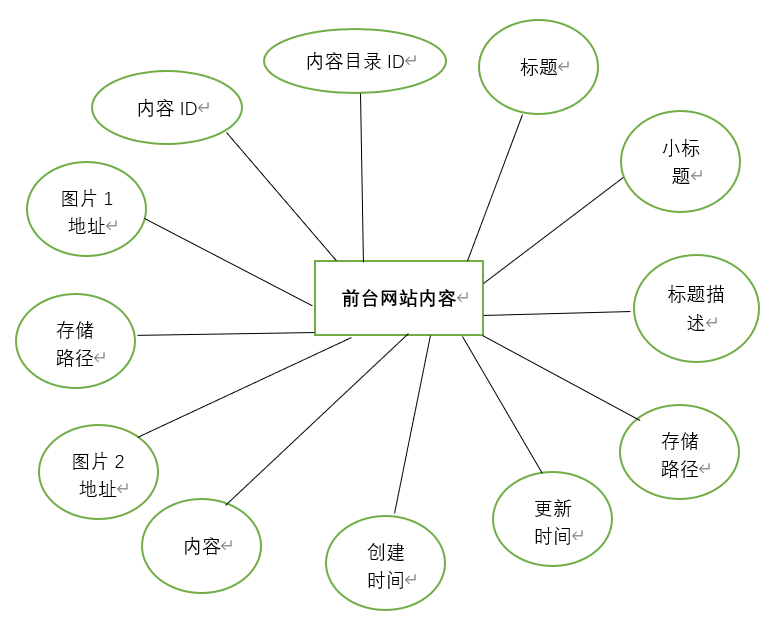 内容目录 ID
标题
内容 ID
小标
题
图片 1
地址
标题描
述
前台网站内容
存储
路径
存储
路径
图片 2
地址
更新
时间
内容
创建
时间